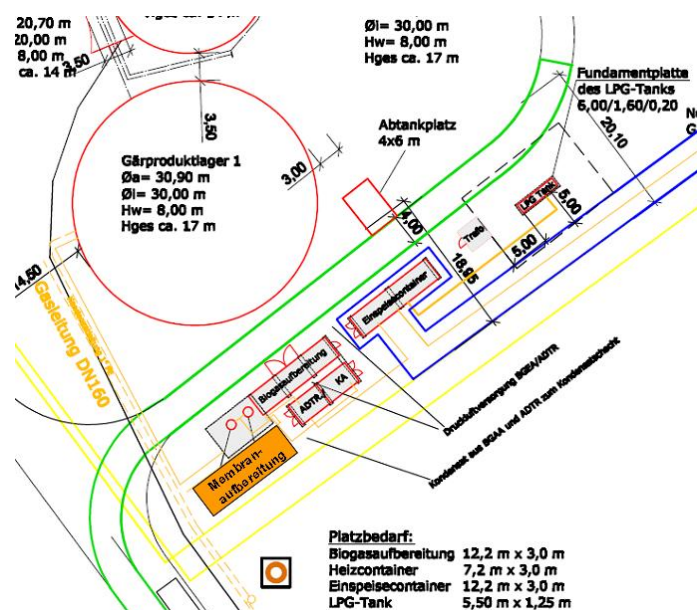 20,70 m
20,00 m
8,00 m
ca. 14 m
3,50
Øi= 30,00 m
Hw= 8,00 m
Hges ca. 17 m
Fundamentplatte
des LPG-Tanks
6,00/1,60/0,20
20,10
Abtankplatz
4x6 m
3,50
3,00
Gärproduktlager 1
Øa= 30,90 m
Øi= 30,00 m
Hw= 8,00 m
Hges ca. 17 m
LPG Tank
5,00
5,00
Trafo
4,00
18,95
14,50
Gasleitung DN160
Einspeisecontainer
Biogasaufbereitung
ADTR
KA
Membran-
aufbereitung
Druckluftversorgung BGEA/ADTR
Kondensat aus BGAA und ADTR zum Kondensatschacht
Platzbedarf:
Biogasaufbereitung 12,2 m x 3,0 m
Heizcontainer 7,2 m x 3,0 m
Einspeisecontainer 12,2 m x 3,0 m
LPG-Tank 5,50 m x 1,25 m